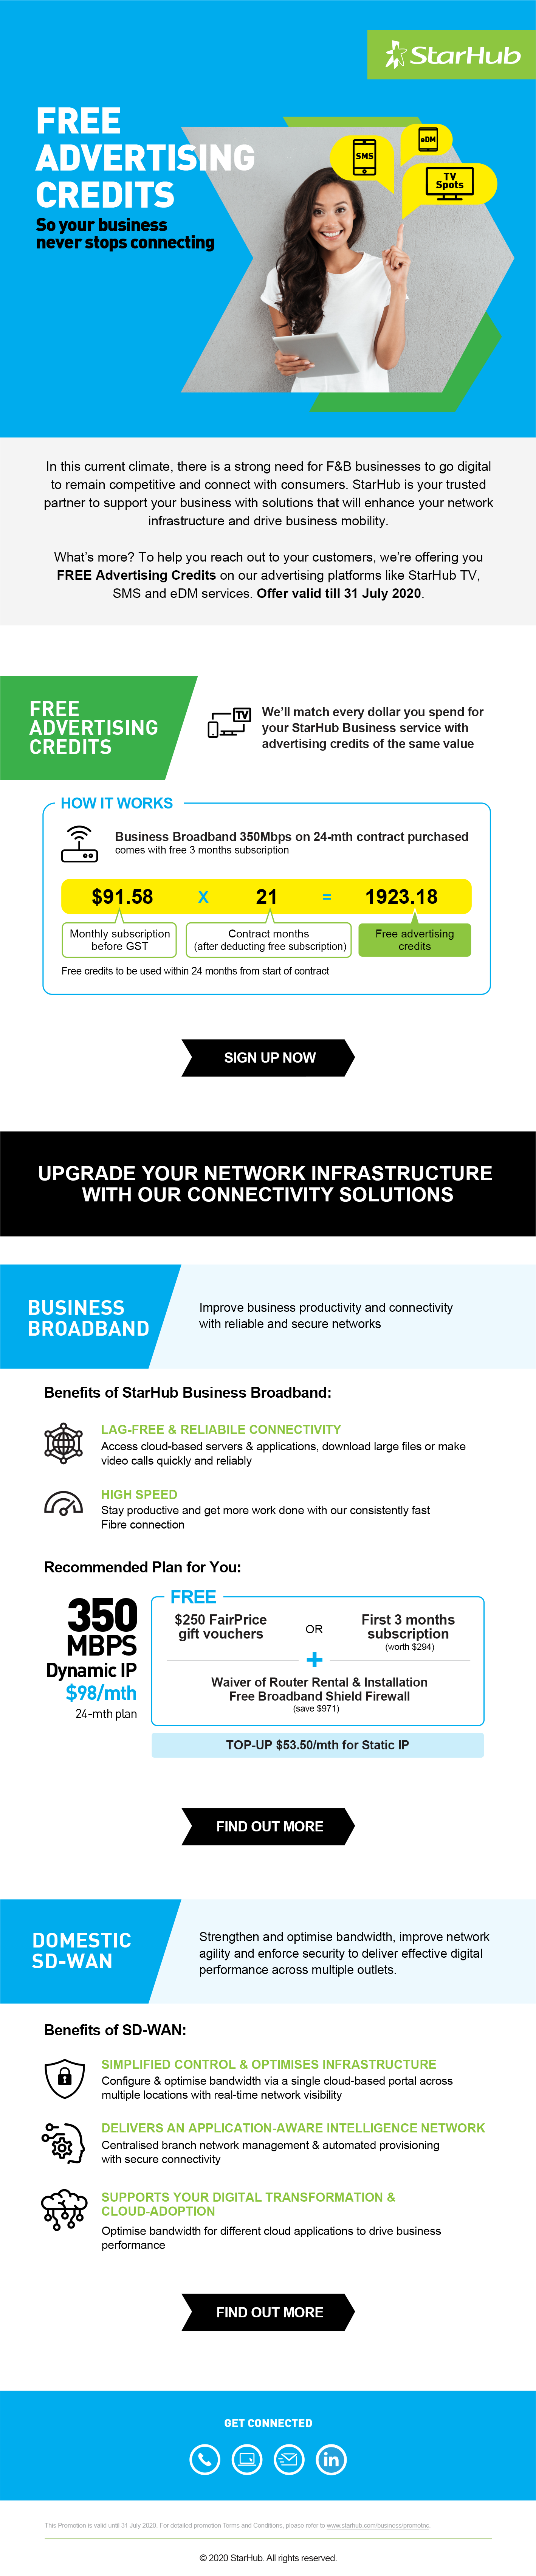 StarHub
FREE
ADVERTISING
CREDITS
So your business
never stops connecting
SMS
eDM
TV
Spots
In this current climate, there is a strong need for F&B businesses to go digital
to remain competitive and connect with consumers. StarHub is your trusted
partner to support your business with solutions that will enhance your network
infrastructure and drive business mobility.
What's more? To help you reach out to your customers, we're offering you
FREE Advertising Credits on our advertising platforms like StarHub TV,
SMS and eDM services. Offer valid till 31 July 2020.
FREE
ADVERTISING
CREDITS
TV
We'll match every dollar you spend for
your StarHub Business service with
advertising credits of the same value
HOW IT WORKS
Business Broadband 350Mbps on 24-mth contract purchased
comes with free 3 months subscription
$91.58 X 21 = 1923.18
Monthly subscription
before GST
Contract months
(after deducting free subscription)
Free advertising
credits
Free credits to be used within 24 months from start of contract
SIGN UP NOW
UPGRADE YOUR NETWORK INFRASTRUCTURE
WITH OUR CONNECTIVITY SOLUTIONS
BUSINESS
BROADBAND
Improve business productivity and connectivity
with reliable and secure networks
Benefits of StarHub Business Broadband:
LAG-FREE & RELIABILE CONNECTIVITY
Access cloud-based servers & applications, download large files or make
video calls quickly and reliably
HIGH SPEED
Stay productive and get more work done with our consistently fast
Fibre connection
Recommended Plan for You:
350
MBPS
Dynamic IP
$98/mth
24-mth plan
FREE
$250 FairPrice
gift vouchers
OR
First 3 months
subscription
(worth $294)
+
Waiver of Router Rental & Installation
Free Broadband Shield Firewall
(save $971)
TOP-UP $53.50/mth for Static IP
FIND OUT MORE
DOMESTIC
SD-WAN
Strengthen and optimise bandwidth, improve network
agility and enforce security to deliver effective digital
performance across multiple outlets.
Benefits of SD-WAN:
SIMPLIFIED CONTROL & OPTIMISES INFRASTRUCTURE
Configure & optimise bandwidth via a single cloud-based portal across
multiple locations with real-time network visibility
DELIVERS AN APPLICATION-AWARE INTELLIGENCE NETWORK
Centralised branch network management & automated provisioning
with secure connectivity
SUPPORTS YOUR DIGITAL TRANSFORMATION &
CLOUD-ADOPTION
Optimise bandwidth for different cloud applications to drive business
performance
FIND OUT MORE
GET CONNECTED
in
This Promotion is valid until 31 July 2020. For detailed promotion Terms and Conditions, please refer to www.starhub.com/business/promotnc
© 2020 StarHub. All rights reserved.